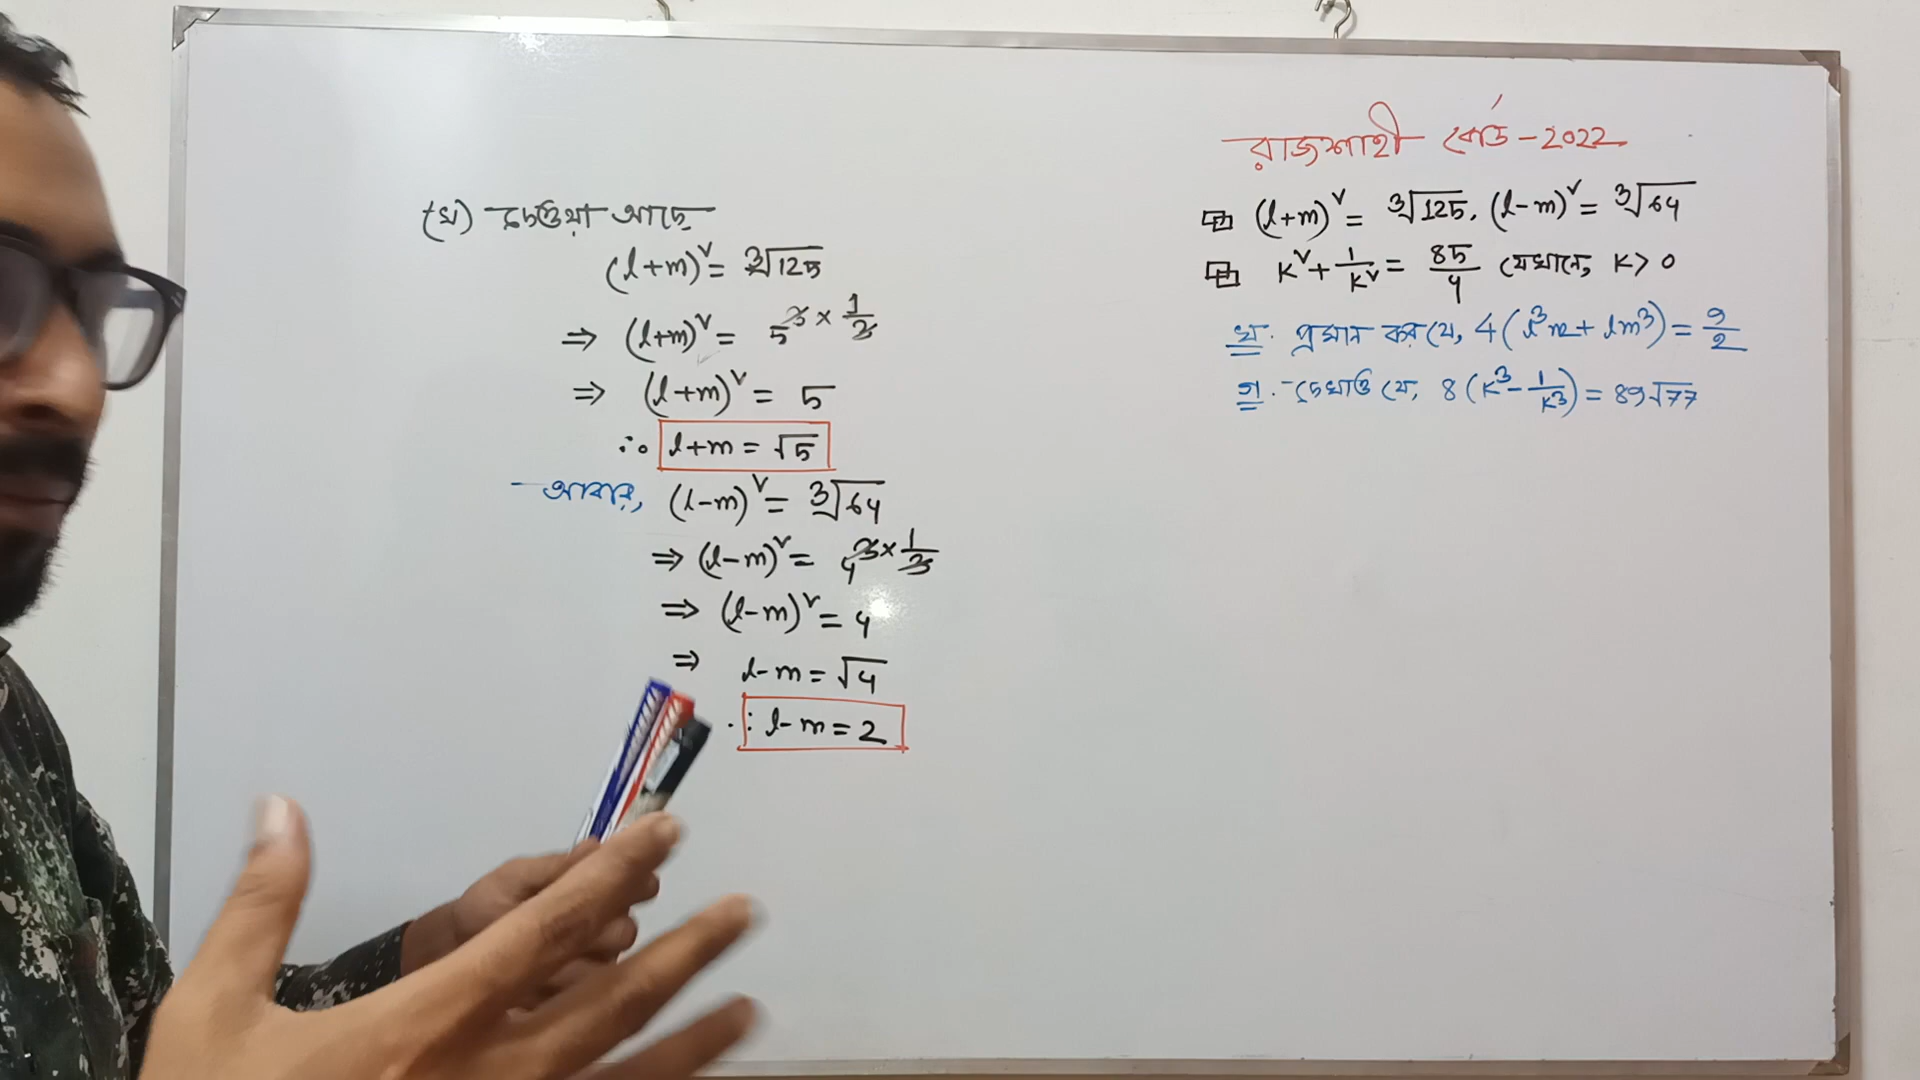 রাজশাহী বোর্ড-2022
(l+m)² = ∛125, (l-m)² = ∛64
K² + 1/K² = 85/4 যেখানে, K > 0
খ. প্রমান কর যে, 4(l³m + lm³) = 9/2
গ. দেখাও যে, 8(K³ - 1/K³) = 89√77
(খ) দেওয়া আছে
(l+m)² = ∛125
⇒ (l+m)² = 5^(3×1/3)
⇒ (l+m)² = 5
∴ l+m = √5
আবার, (l-m)² = ∛64
⇒ (l-m)² = 4^(3×1/3)
⇒ (l-m)² = 4
⇒ l-m = √4
∴ l-m = 2